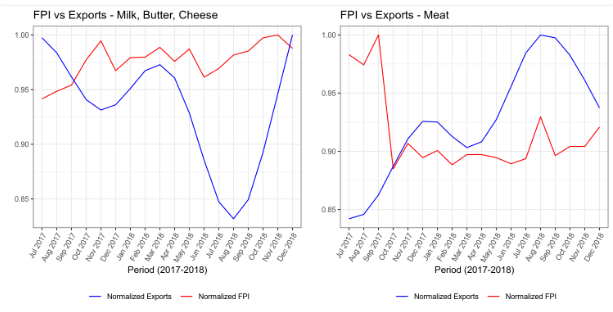 FPI vs Exports - Milk, Butter, Cheese
1.00
0.95
0.90
0.85
Jul 2017
Aug 2017
Sep 2017
Oct 2017
Nov 2017
Dec 2017
Jan 2018
Feb 2018
Mar 2018
Apr 2018
May 2018
Jun 2018
Jul 2018
Aug 2018
Sep 2018
Oct 2018
Nov 2018
Dec 2018
Period (2017-2018)
Normalized Exports
Normalized FPI
FPI vs Exports - Meat
1.00
0.95
0.90
0.85
Jul 2017
Aug 2017
Sep 2017
Oct 2017
Nov 2017
Dec 2017
Jan 2018
Feb 2018
Mar 2018
Apr 2018
May 2018
Jun 2018
Jul 2018
Aug 2018
Sep 2018
Oct 2018
Nov 2018
Dec 2018
Period (2017-2018)
Normalized Exports
Normalized FPI